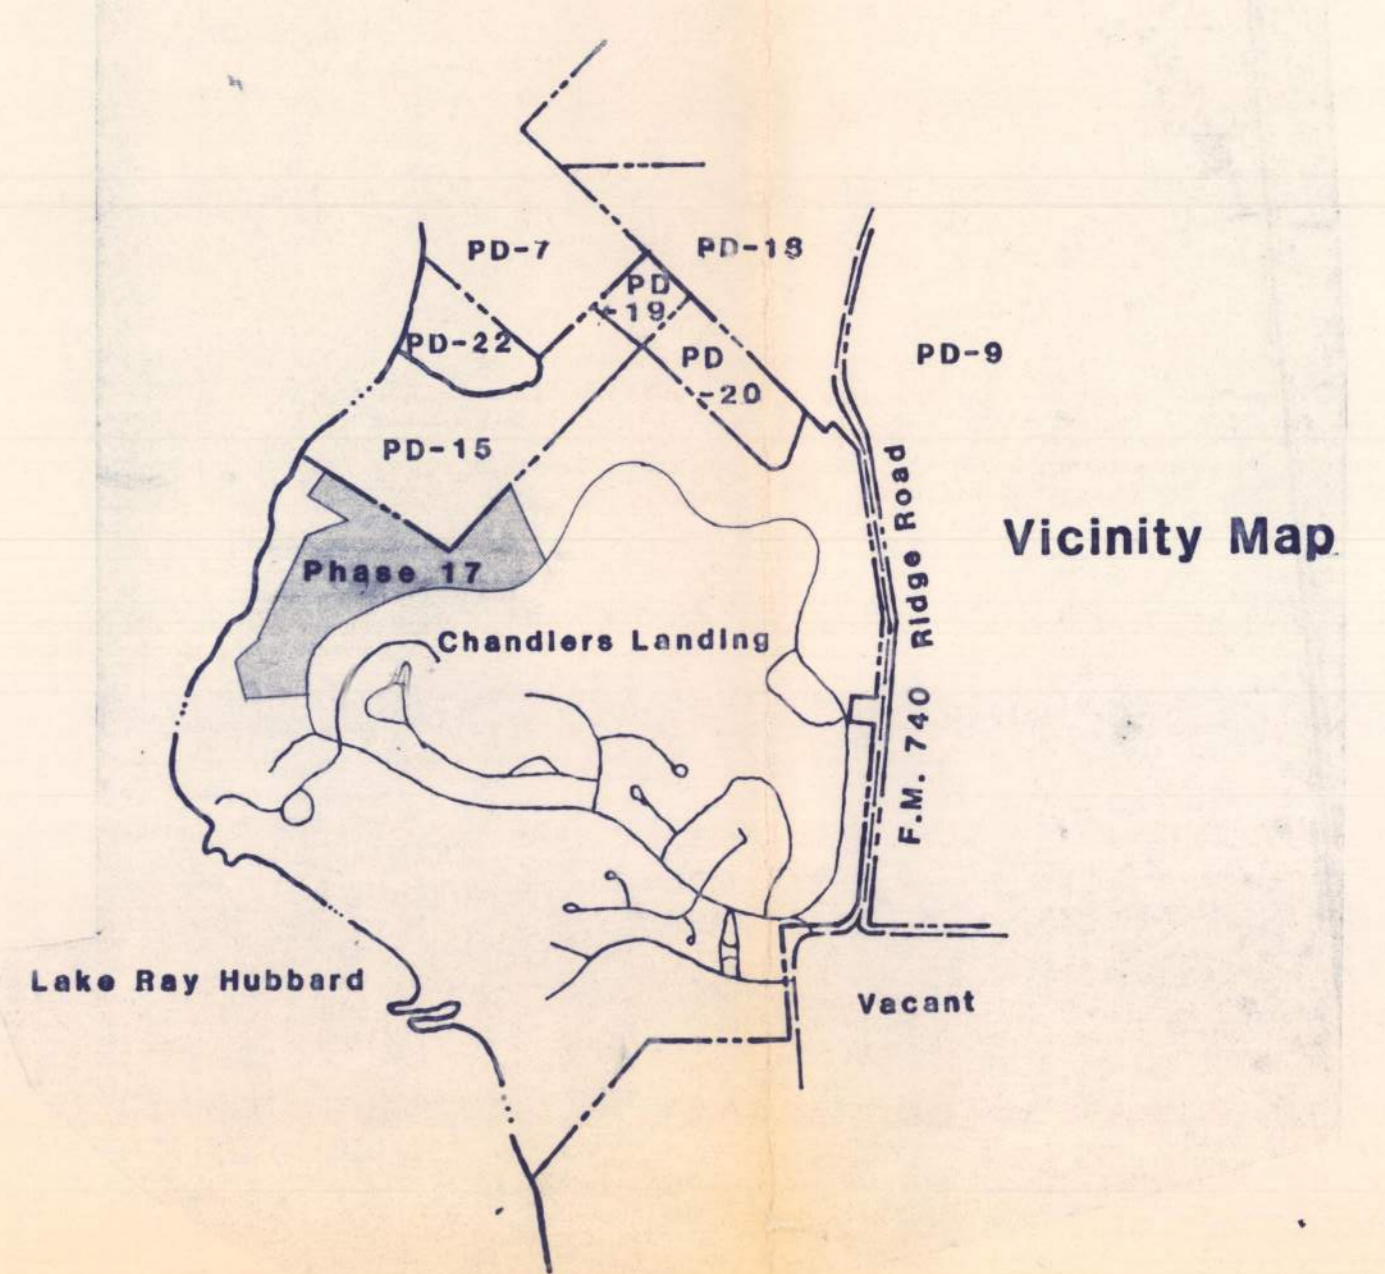 PD-7
PD-18
PD
-19
PD-22
PD
-20
PD-9
PD-15
Vicinity Map
Phase 17
Chandlers Landing
F.M. 740 Ridge Road
Lake Ray Hubbard
Vacant